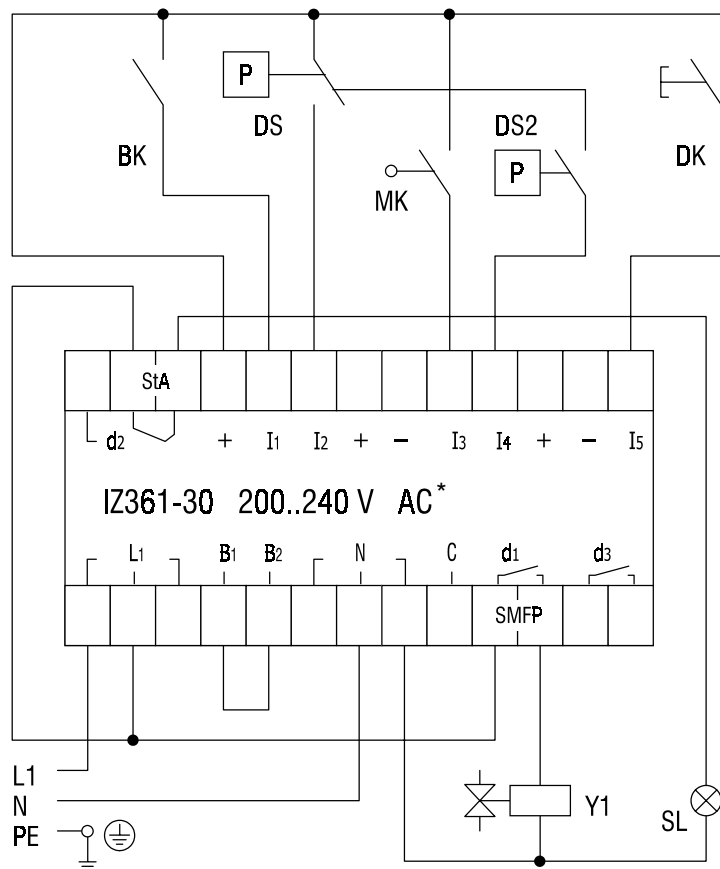 P
DS
BK
DS2
DK
P
MK
StA
d2 + I1 I2 + − I3 I4 + − I5
IZ361-30 200..240 V AC*
L1 B1 B2 N C d1 d3
SMFP
L1
N
PE
Y1
SL